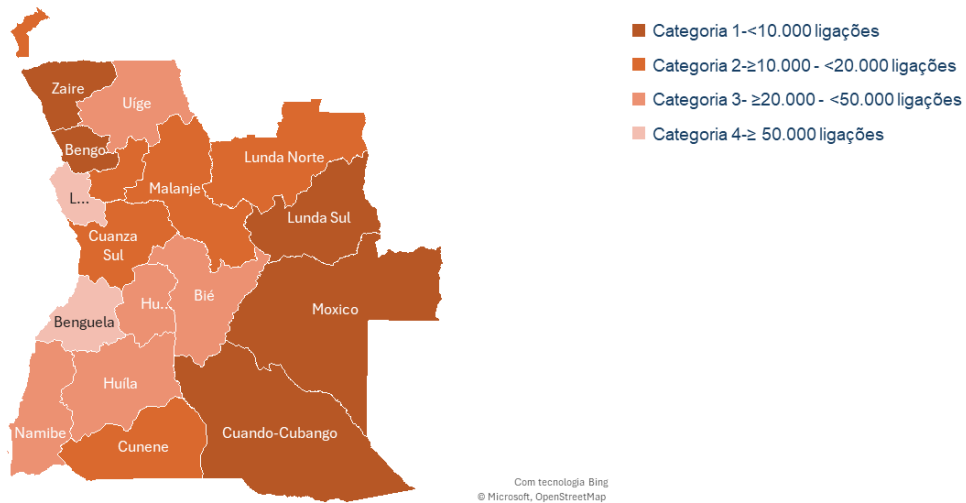 Categoria 1-<10.000 ligações
Categoria 2-≥10.000 - <20.000 ligações
Categoria 3- ≥20.000 - <50.000 ligações
Categoria 4-≥ 50.000 ligações
Zaire
Uíge
Bengo
Lunda Norte
L...
Malanje
Lunda Sul
Cuanza
Sul
Hu...
Bié
Moxico
Benguela
Huíla
Namibe
Cunene
Cuando-Cubango
Com tecnologia Bing
© Microsoft, OpenStreetMap